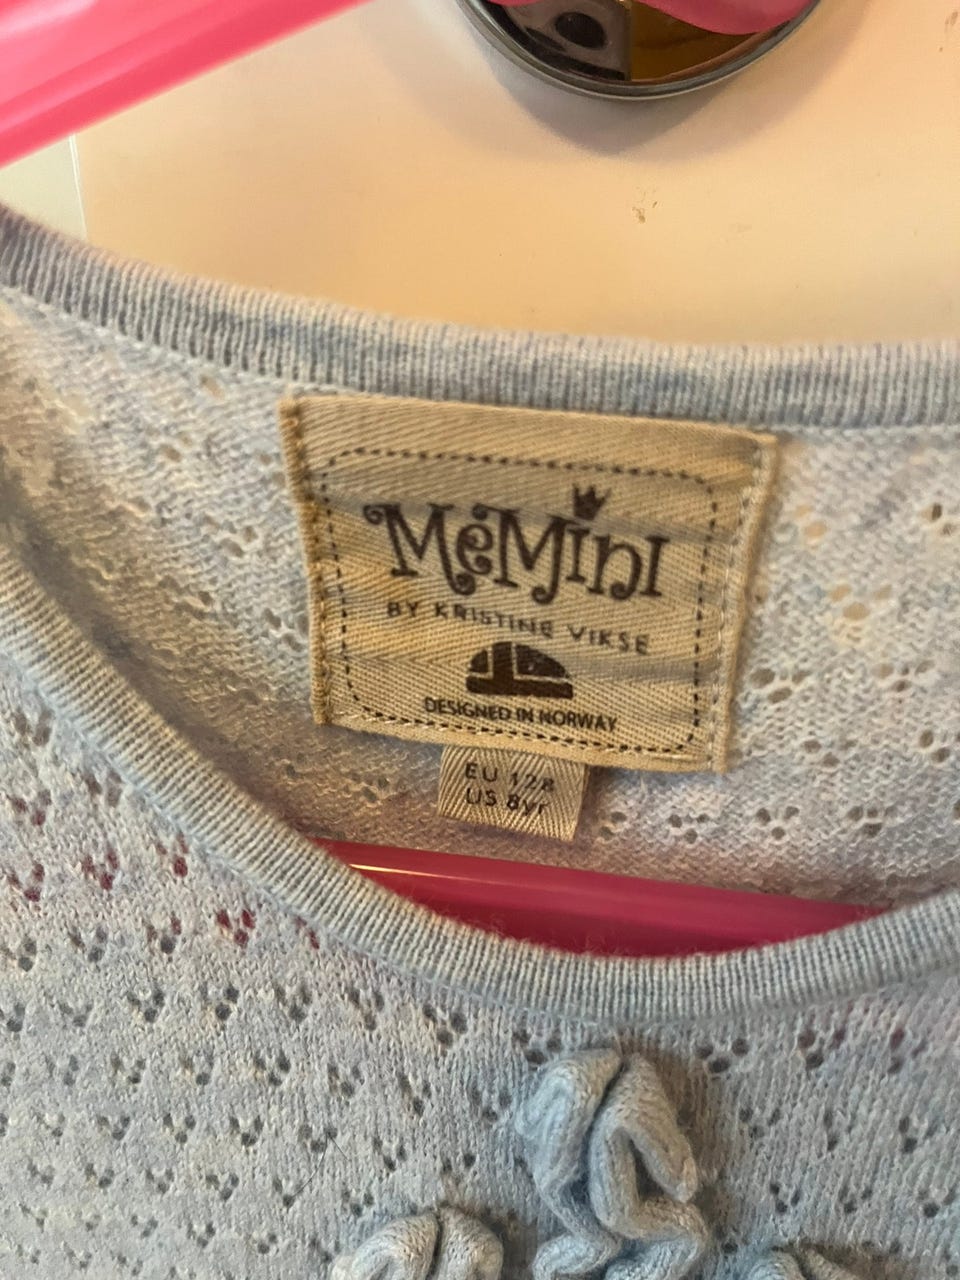 MeMini
BY KRISTINE VIKSE
DESIGNED IN NORWAY
EU 128
US 8yr